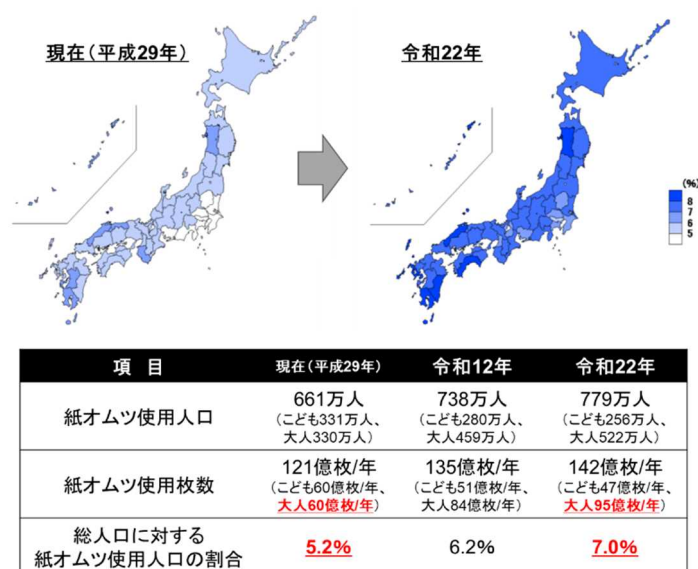 現在(平成29年)
令和22年
(%)
8
7
6
5
項 目
現在(平成29年)
令和12年
令和22年
紙オムツ使用人口
661万人
(こども331万人、
大人330万人)
738万人
(こども280万人、
大人459万人)
779万人
(こども256万人、
大人522万人)
紙オムツ使用枚数
121億枚/年
(こども60億枚/年、
大人60億枚/年)
135億枚/年
(こども51億枚/年、
大人84億枚/年)
142億枚/年
(こども47億枚/年、
大人95億枚/年)
総人口に対する
紙オムツ使用人口の割合
5.2%
6.2%
7.0%